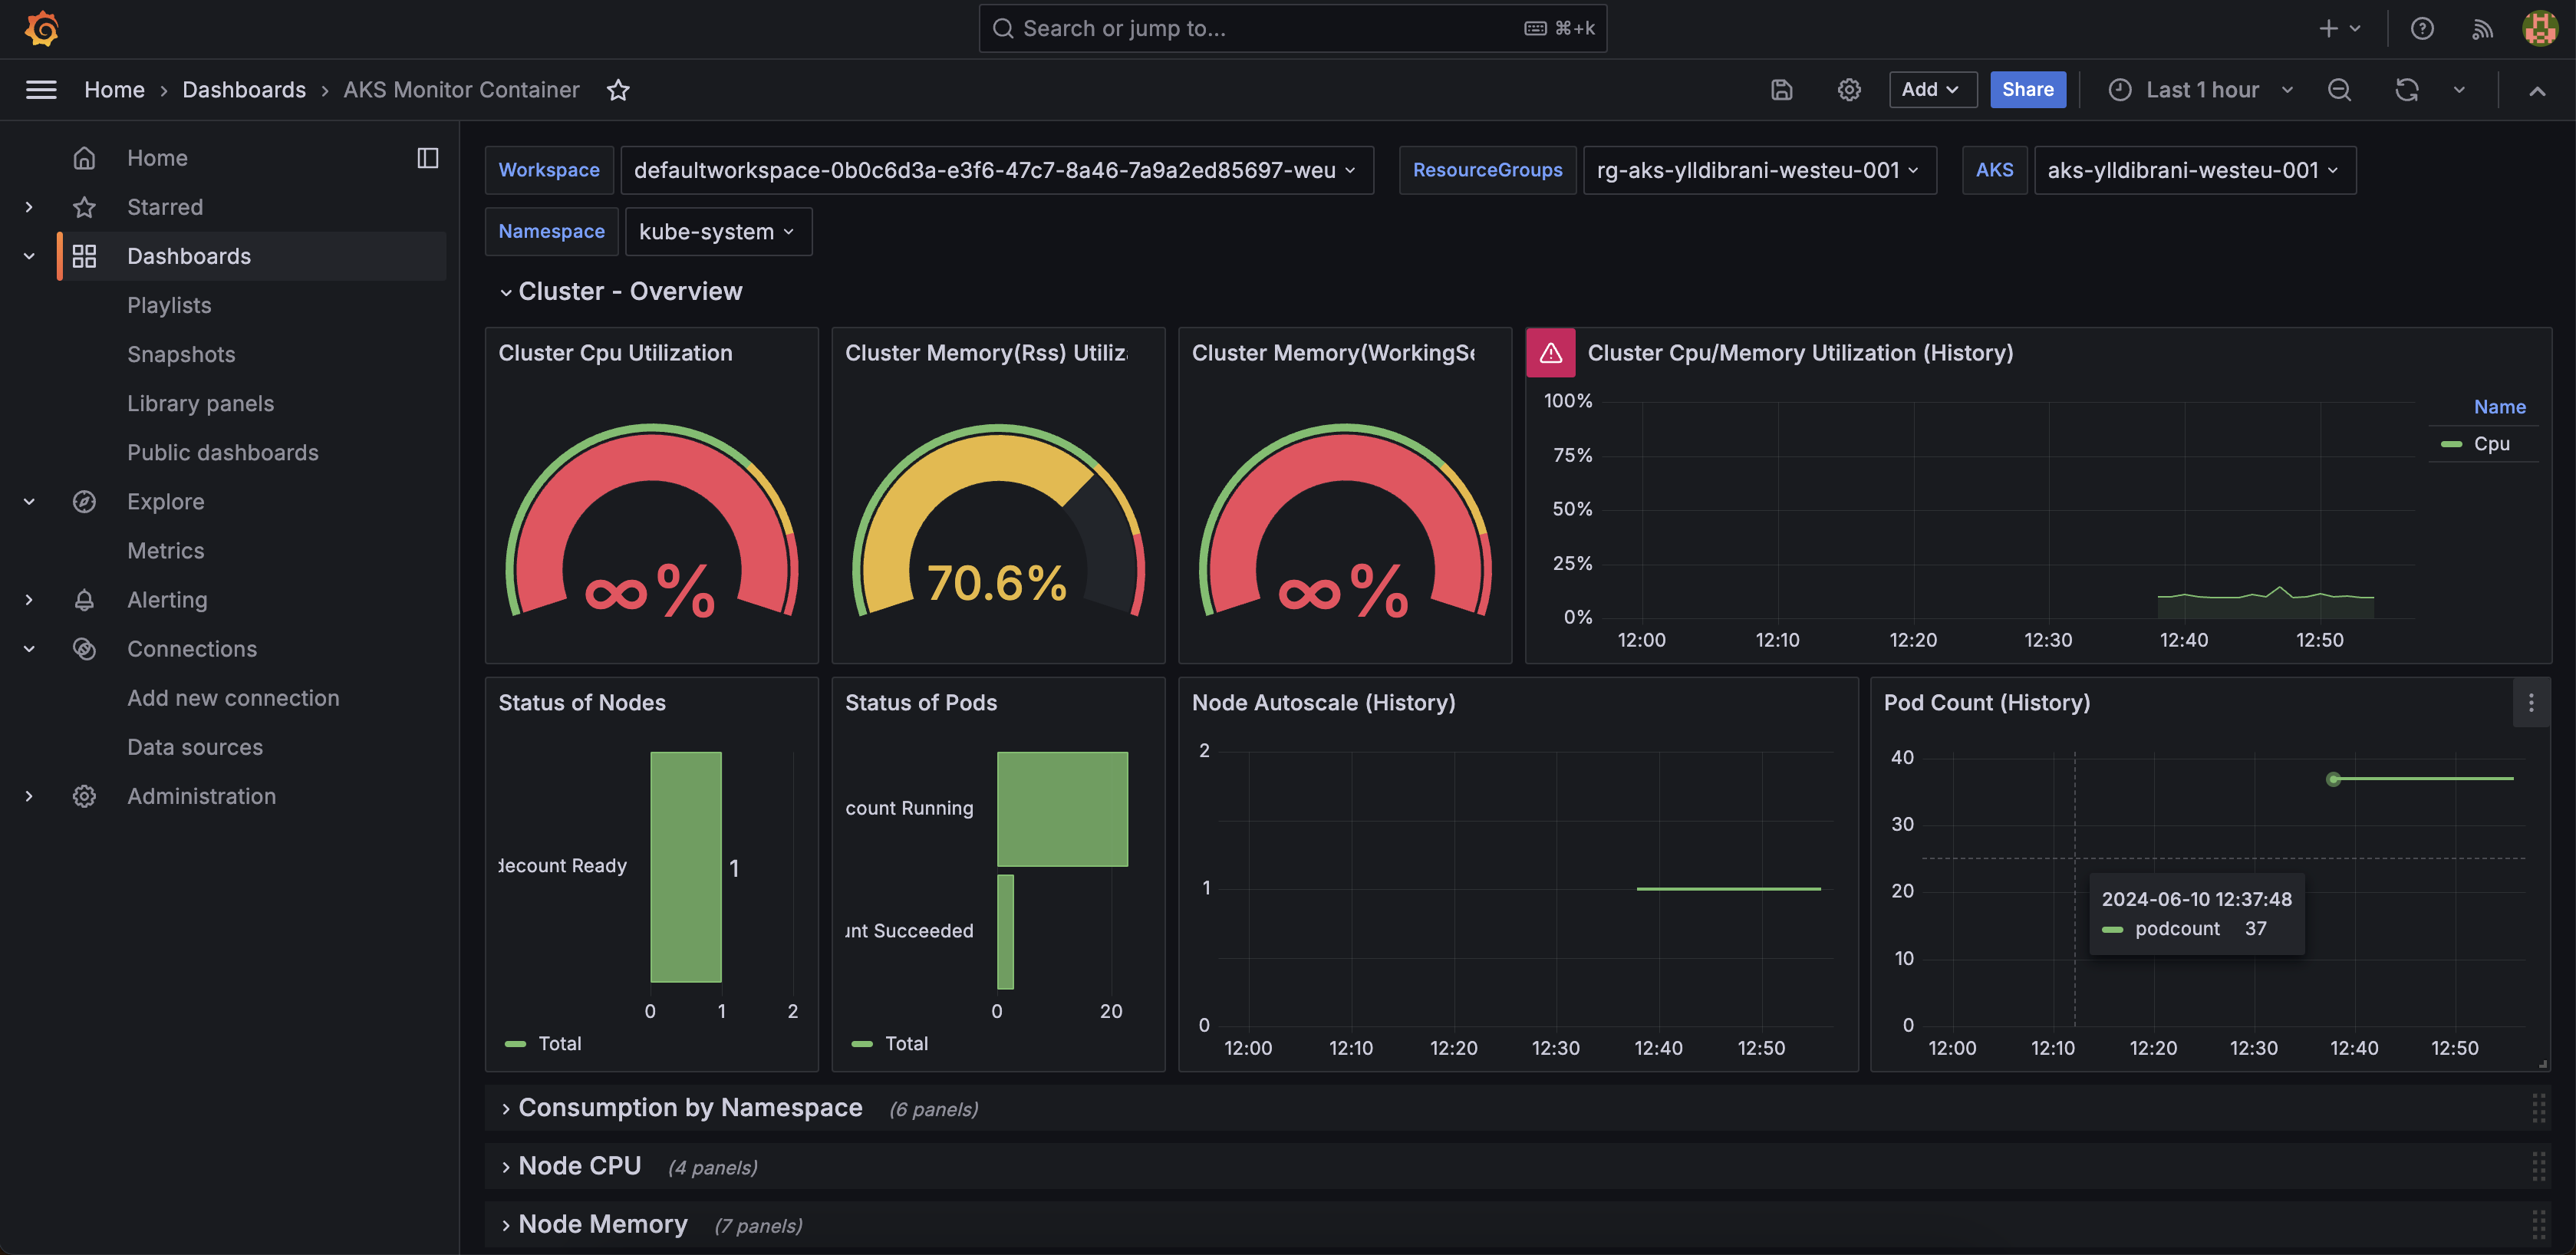 Search or jump to... ⌘+k
Home › Dashboards › AKS Monitor Container
Add
Share
Last 1 hour
Home
Starred
Dashboards
Playlists
Snapshots
Library panels
Public dashboards
Explore
Metrics
Alerting
Connections
Add new connection
Data sources
Administration
Workspace defaultworkspace-0b0c6d3a-e3f6-47c7-8a46-7a9a2ed85697-weu ResourceGroups rg-aks-ylldibrani-westeu-001 AKS aks-ylldibrani-westeu-001
Namespace kube-system
Cluster - Overview
Cluster Cpu Utilization
∞%
Cluster Memory(Rss) Utiliz
70.6%
Cluster Memory(WorkingSe
∞%
Cluster Cpu/Memory Utilization (History)
100%
75%
50%
25%
0%
12:00 12:10 12:20 12:30 12:40 12:50
Name
Cpu
Status of Nodes
decount Ready
1
0 1 2
Total
Status of Pods
count Running
unt Succeeded
0 20
Total
Node Autoscale (History)
2
1
0
12:00 12:10 12:20 12:30 12:40 12:50
Pod Count (History)
40
30
20
10
0
12:00 12:10 12:20 12:30 12:40 12:50
2024-06-10 12:37:48
podcount 37
Consumption by Namespace (6 panels)
Node CPU (4 panels)
Node Memory (7 panels)